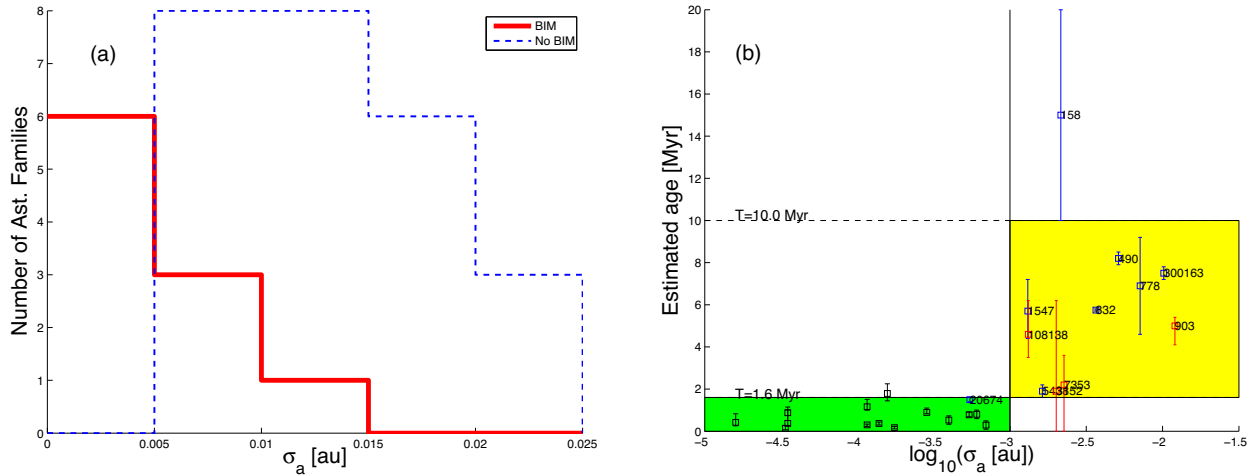 (a)
BIM
No BIM
8
7
6
5
4
3
2
1
0
Number of Ast. Families
0 0.005 0.01 0.015 0.02 0.025
σa [au]
(b)
20
18
16
14
12
10
8
6
4
2
0
Estimated age [Myr]
158
T=10.0 Myr
490
300163
778
1547
832
108138
903
7353
5438
T=1.6 Myr
20674
−5 −4.5 −4 −3.5 −3 −2.5 −2 −1.5
log10(σa [au])